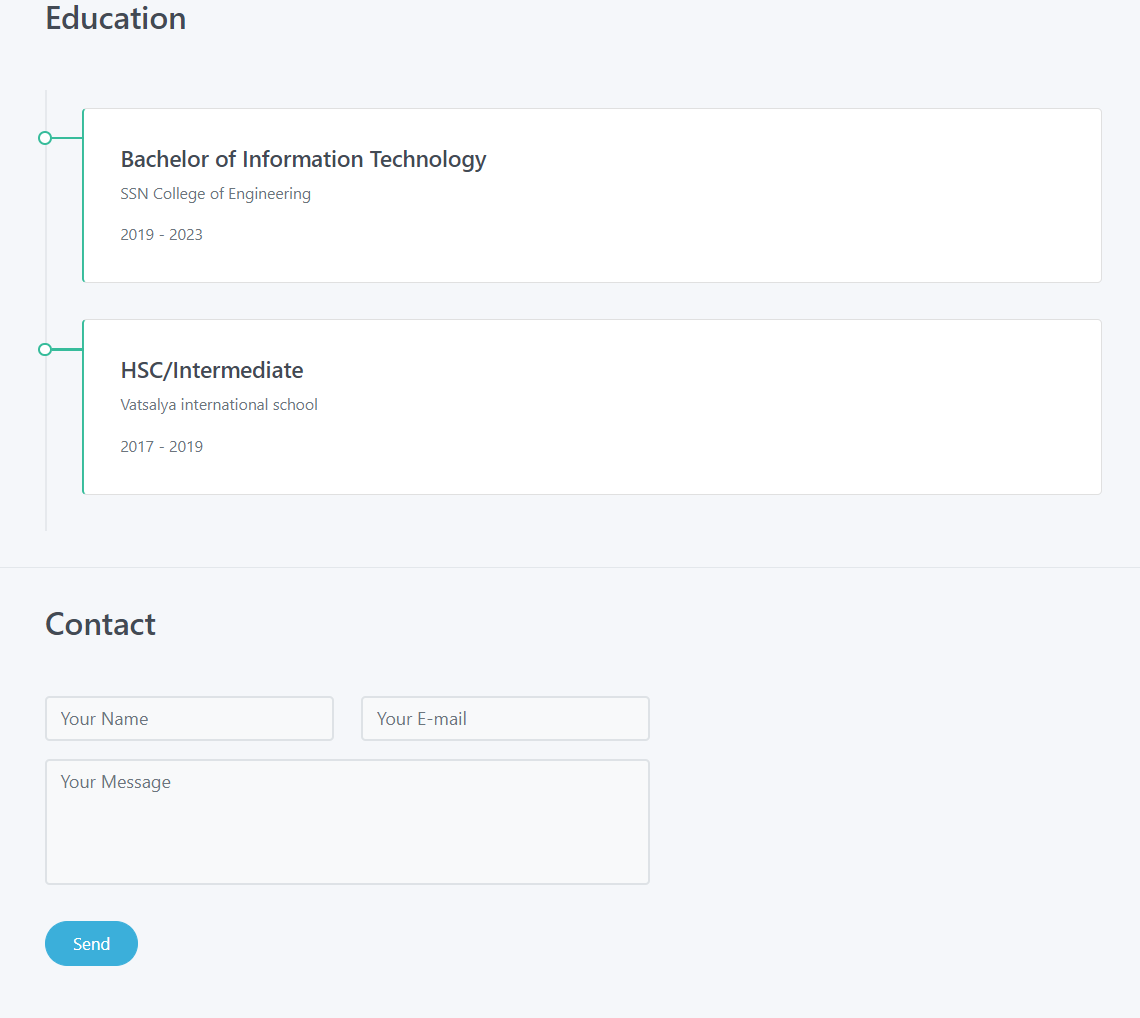 Education
Bachelor of Information Technology
SSN College of Engineering
2019 - 2023
HSC/Intermediate
Vatsalya international school
2017 - 2019
Contact
Your Name
Your E-mail
Your Message
Send